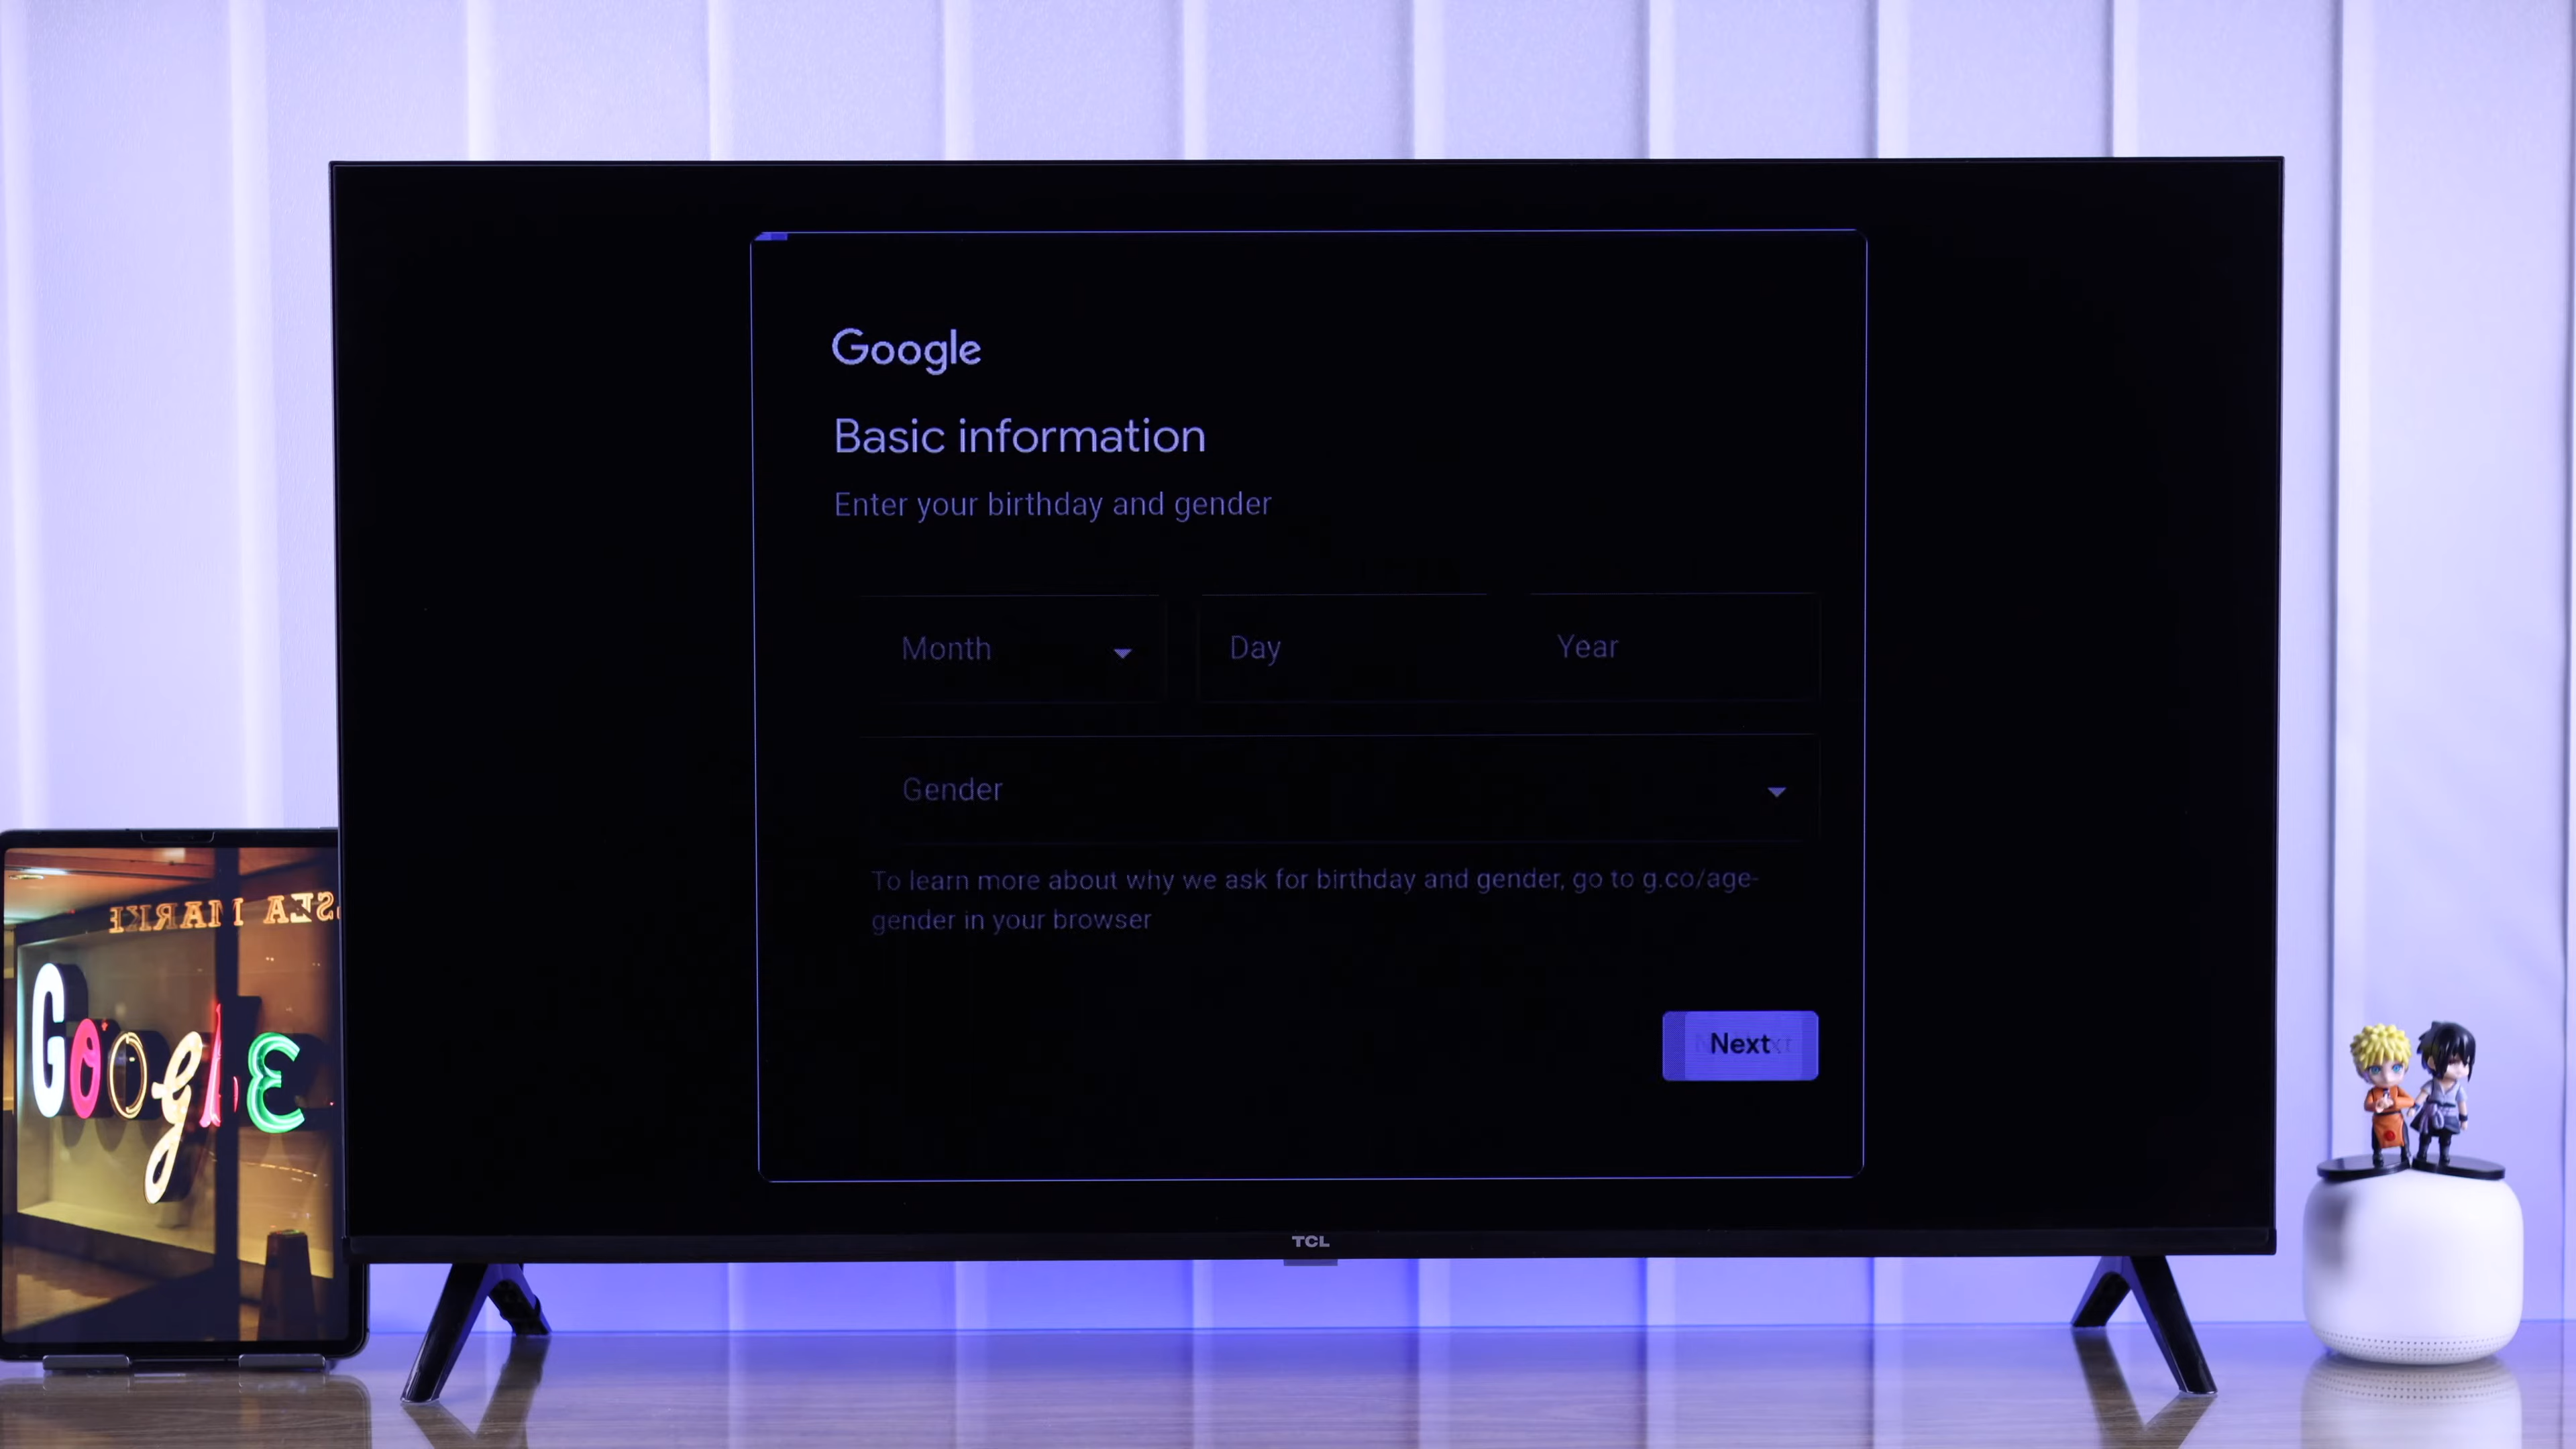 Google
Basic information
Enter your birthday and gender
Month
Day
Year
Gender
To learn more about why we ask for birthday and gender, go to g.co/age-
gender in your browser
Next
TCL
Google